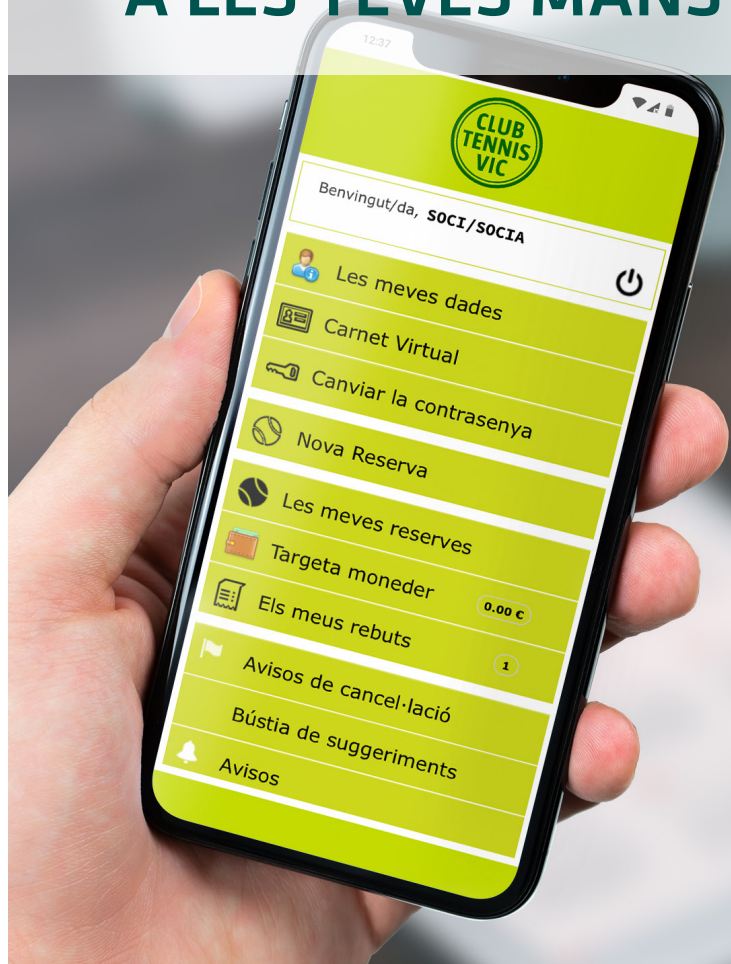 A LES TEVES MANS
12:37
CLUB
TENNIS
VIC
Benvingut/da, SOCI/SOCIA
Les meves dades
Carnet Virtual
Canviar la contrasenya
Nova Reserva
Les meves reserves
Targeta moneder 0.00 €
Els meus rebuts 1
Avisos de cancel·lació
Bústia de suggeriments
Avisos